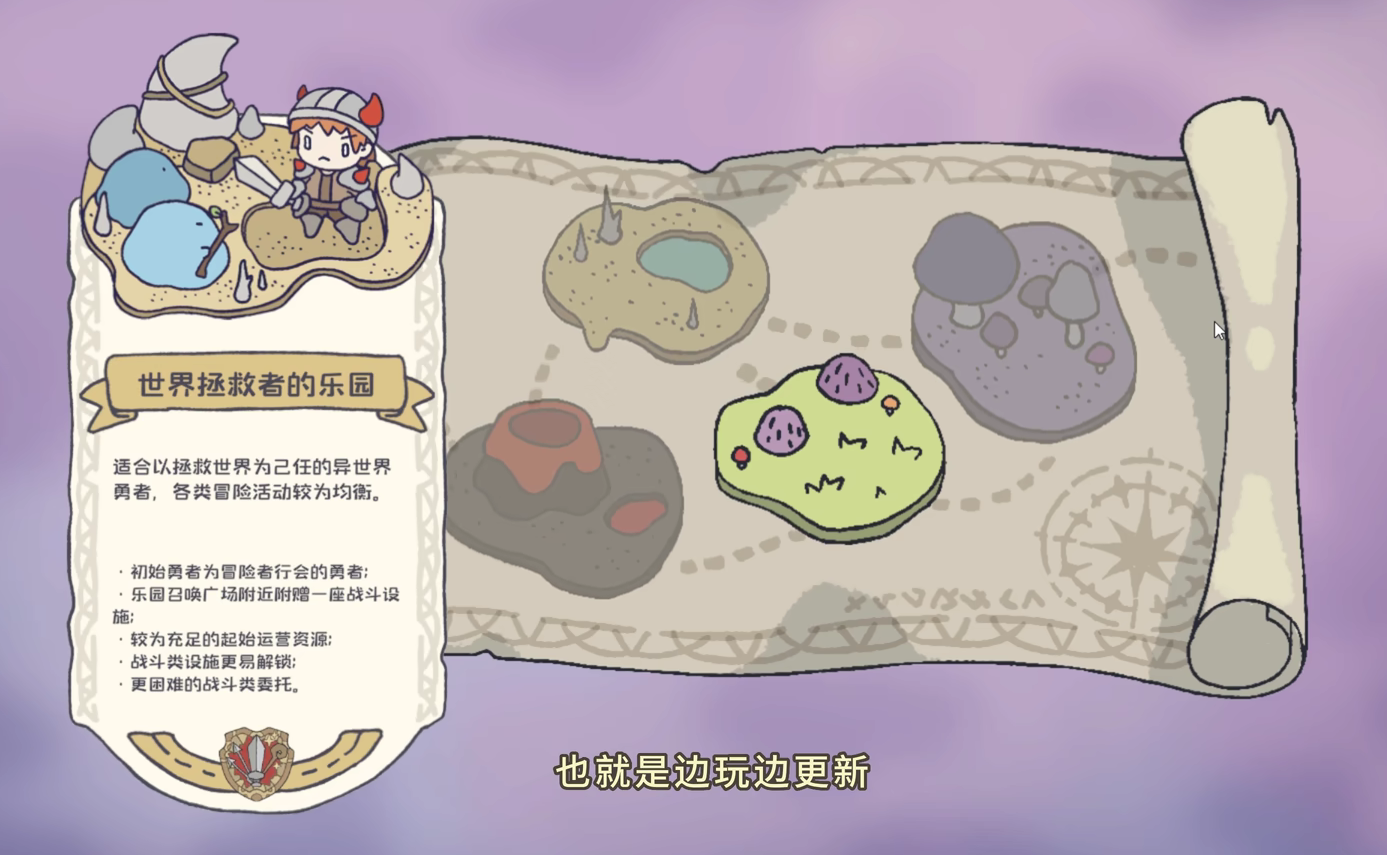 世界拯救者的乐园
适合以拯救世界为己任的异世界
勇者，各类冒险活动较为均衡。
· 初始勇者为冒险者行会的勇者;
· 乐园召唤广场附近附赠一座战斗设
施;
· 较为充足的起始运营资源;
· 战斗类设施更易解锁;
· 更困难的战斗类委托。
也就是边玩边更新